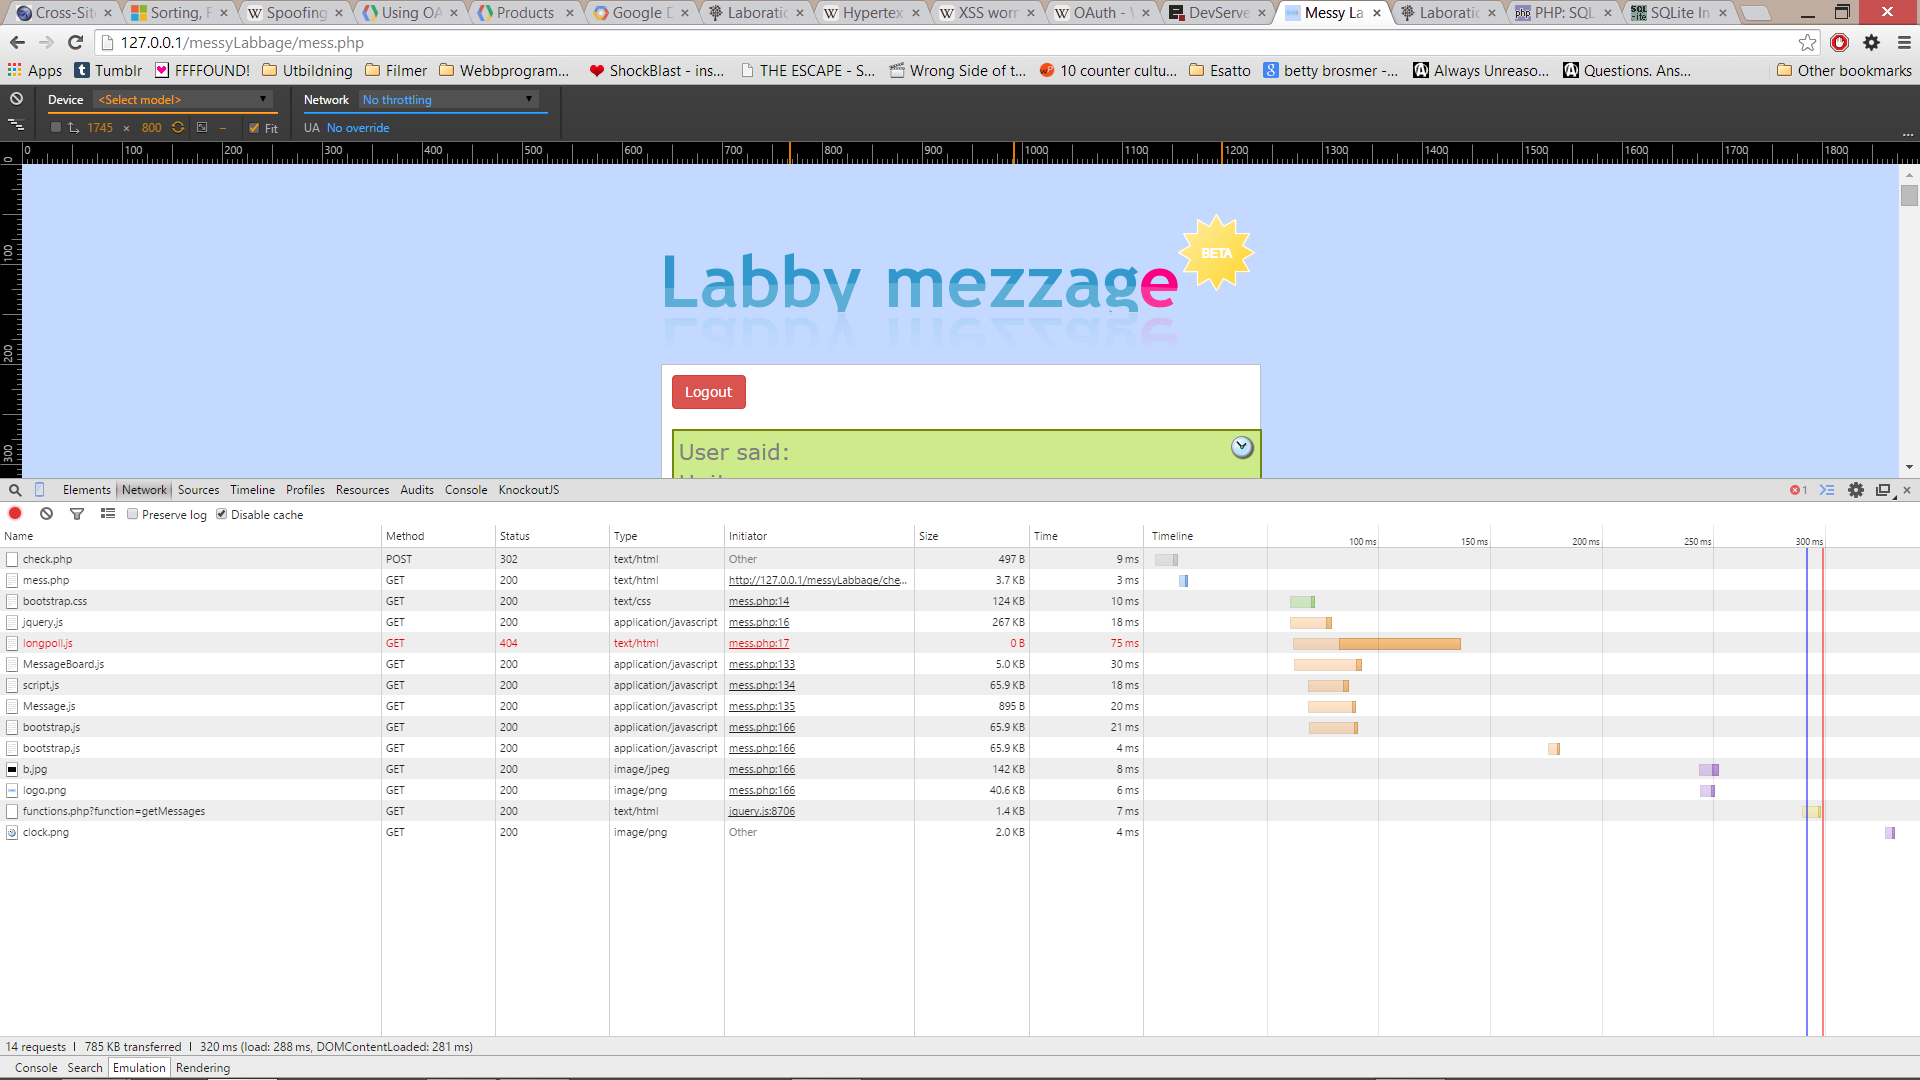 Cross-Sit Sorting, F Spoofing Using OA Products Google D Laboratio Hypertex XSS worm OAuth - DevServe Messy La Laboratio PHP: SQL SQLite In
127.0.0.1/messyLabbage/mess.php
Apps Tumblr FFFFOUND! Utbildning Filmer Webbprogram... ShockBlast - ins... THE ESCAPE - S... Wrong Side of t... 10 counter cultu... Esatto betty brosmer -... Always Unreaso... Questions. Ans... Other bookmarks
Device <Select model> Network No throttling
1745 × 800 Fit UA No override
0 100 200 300 400 500 600 700 800 900 1000 1100 1200 1300 1400 1500 1600 1700 1800
0
100
200
300
BETA
Labby mezzage
Logout
User said:
Elements Network Sources Timeline Profiles Resources Audits Console KnockoutJS 1
Preserve log Disable cache
Name Method Status Type Initiator Size Time Timeline 100 ms 150 ms 200 ms 250 ms 300 ms
check.php POST 302 text/html Other 497 B 9 ms
mess.php GET 200 text/html http://127.0.0.1/messyLabbage/che... 3.7 KB 3 ms
bootstrap.css GET 200 text/css mess.php:14 124 KB 10 ms
jquery.js GET 200 application/javascript mess.php:16 267 KB 18 ms
longpoll.js GET 404 text/html mess.php:17 0 B 75 ms
MessageBoard.js GET 200 application/javascript mess.php:133 5.0 KB 30 ms
script.js GET 200 application/javascript mess.php:134 65.9 KB 18 ms
Message.js GET 200 application/javascript mess.php:135 895 B 20 ms
bootstrap.js GET 200 application/javascript mess.php:166 65.9 KB 21 ms
bootstrap.js GET 200 application/javascript mess.php:166 65.9 KB 4 ms
b.jpg GET 200 image/jpeg mess.php:166 142 KB 8 ms
logo.png GET 200 image/png mess.php:166 40.6 KB 6 ms
functions.php?function=getMessages GET 200 text/html jquery.js:8706 1.4 KB 7 ms
clock.png GET 200 image/png Other 2.0 KB 4 ms
14 requests | 785 KB transferred | 320 ms (load: 288 ms, DOMContentLoaded: 281 ms)
Console Search Emulation Rendering